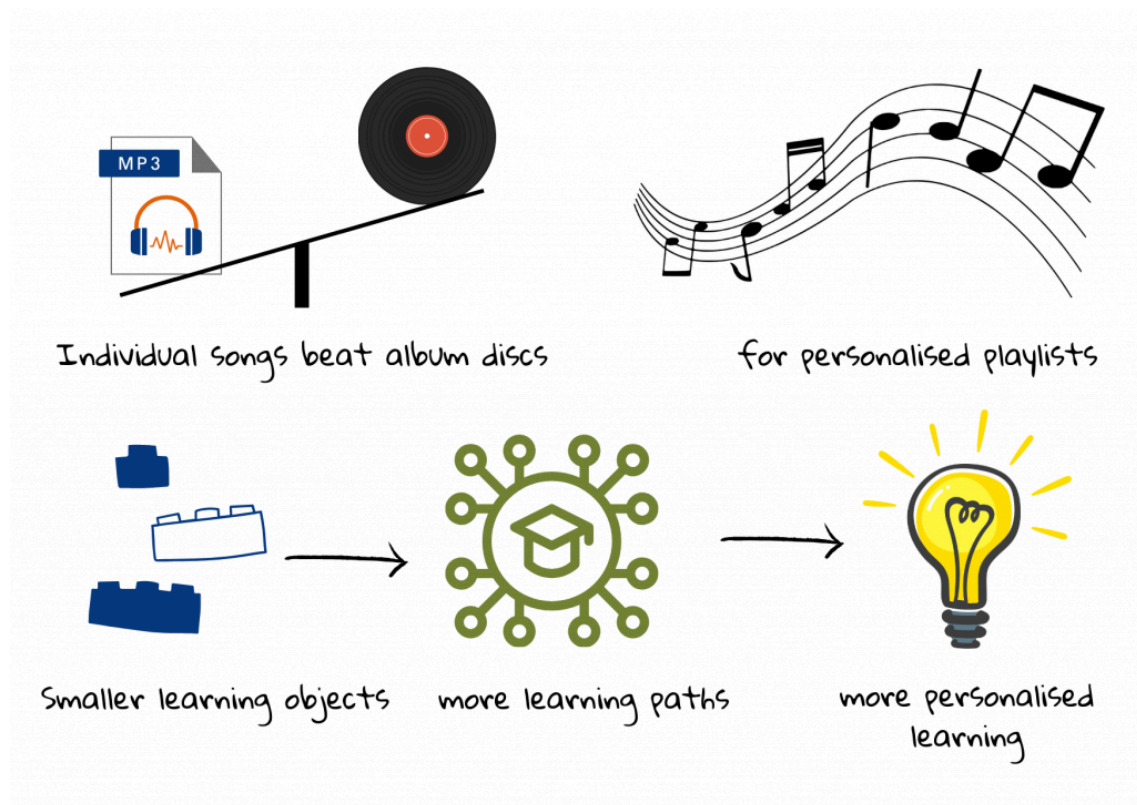 MP3
Individual songs beat album discs
for personalised playlists
Smaller learning objects
more learning paths
more personalised
learning